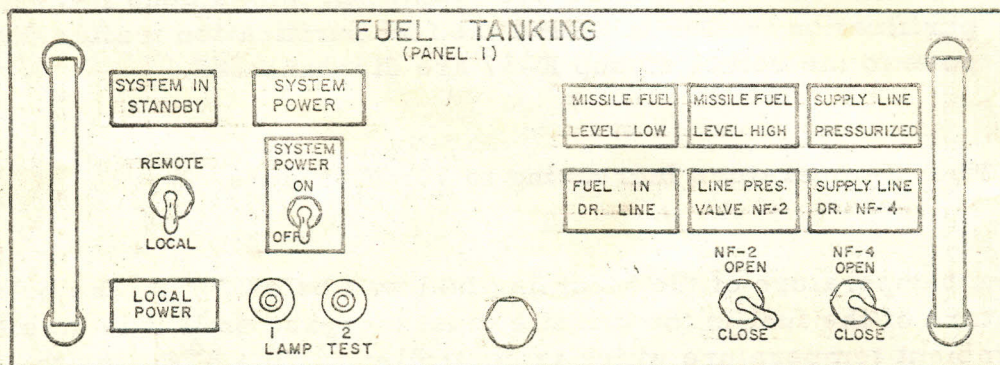 FUEL TANKING
(PANEL 1)
SYSTEM IN
STANDBY
SYSTEM
POWER
REMOTE
LOCAL
SYSTEM
POWER
ON
OFF
LOCAL
POWER
1 2
LAMP TEST
MISSILE FUEL
LEVEL LOW
MISSILE FUEL
LEVEL HIGH
SUPPLY LINE
PRESSURIZED
FUEL IN
DR. LINE
LINE PRES.
VALVE NF-2
SUPPLY LINE
DR. NF-4
NF-2
OPEN
CLOSE
NF-4
OPEN
CLOSE